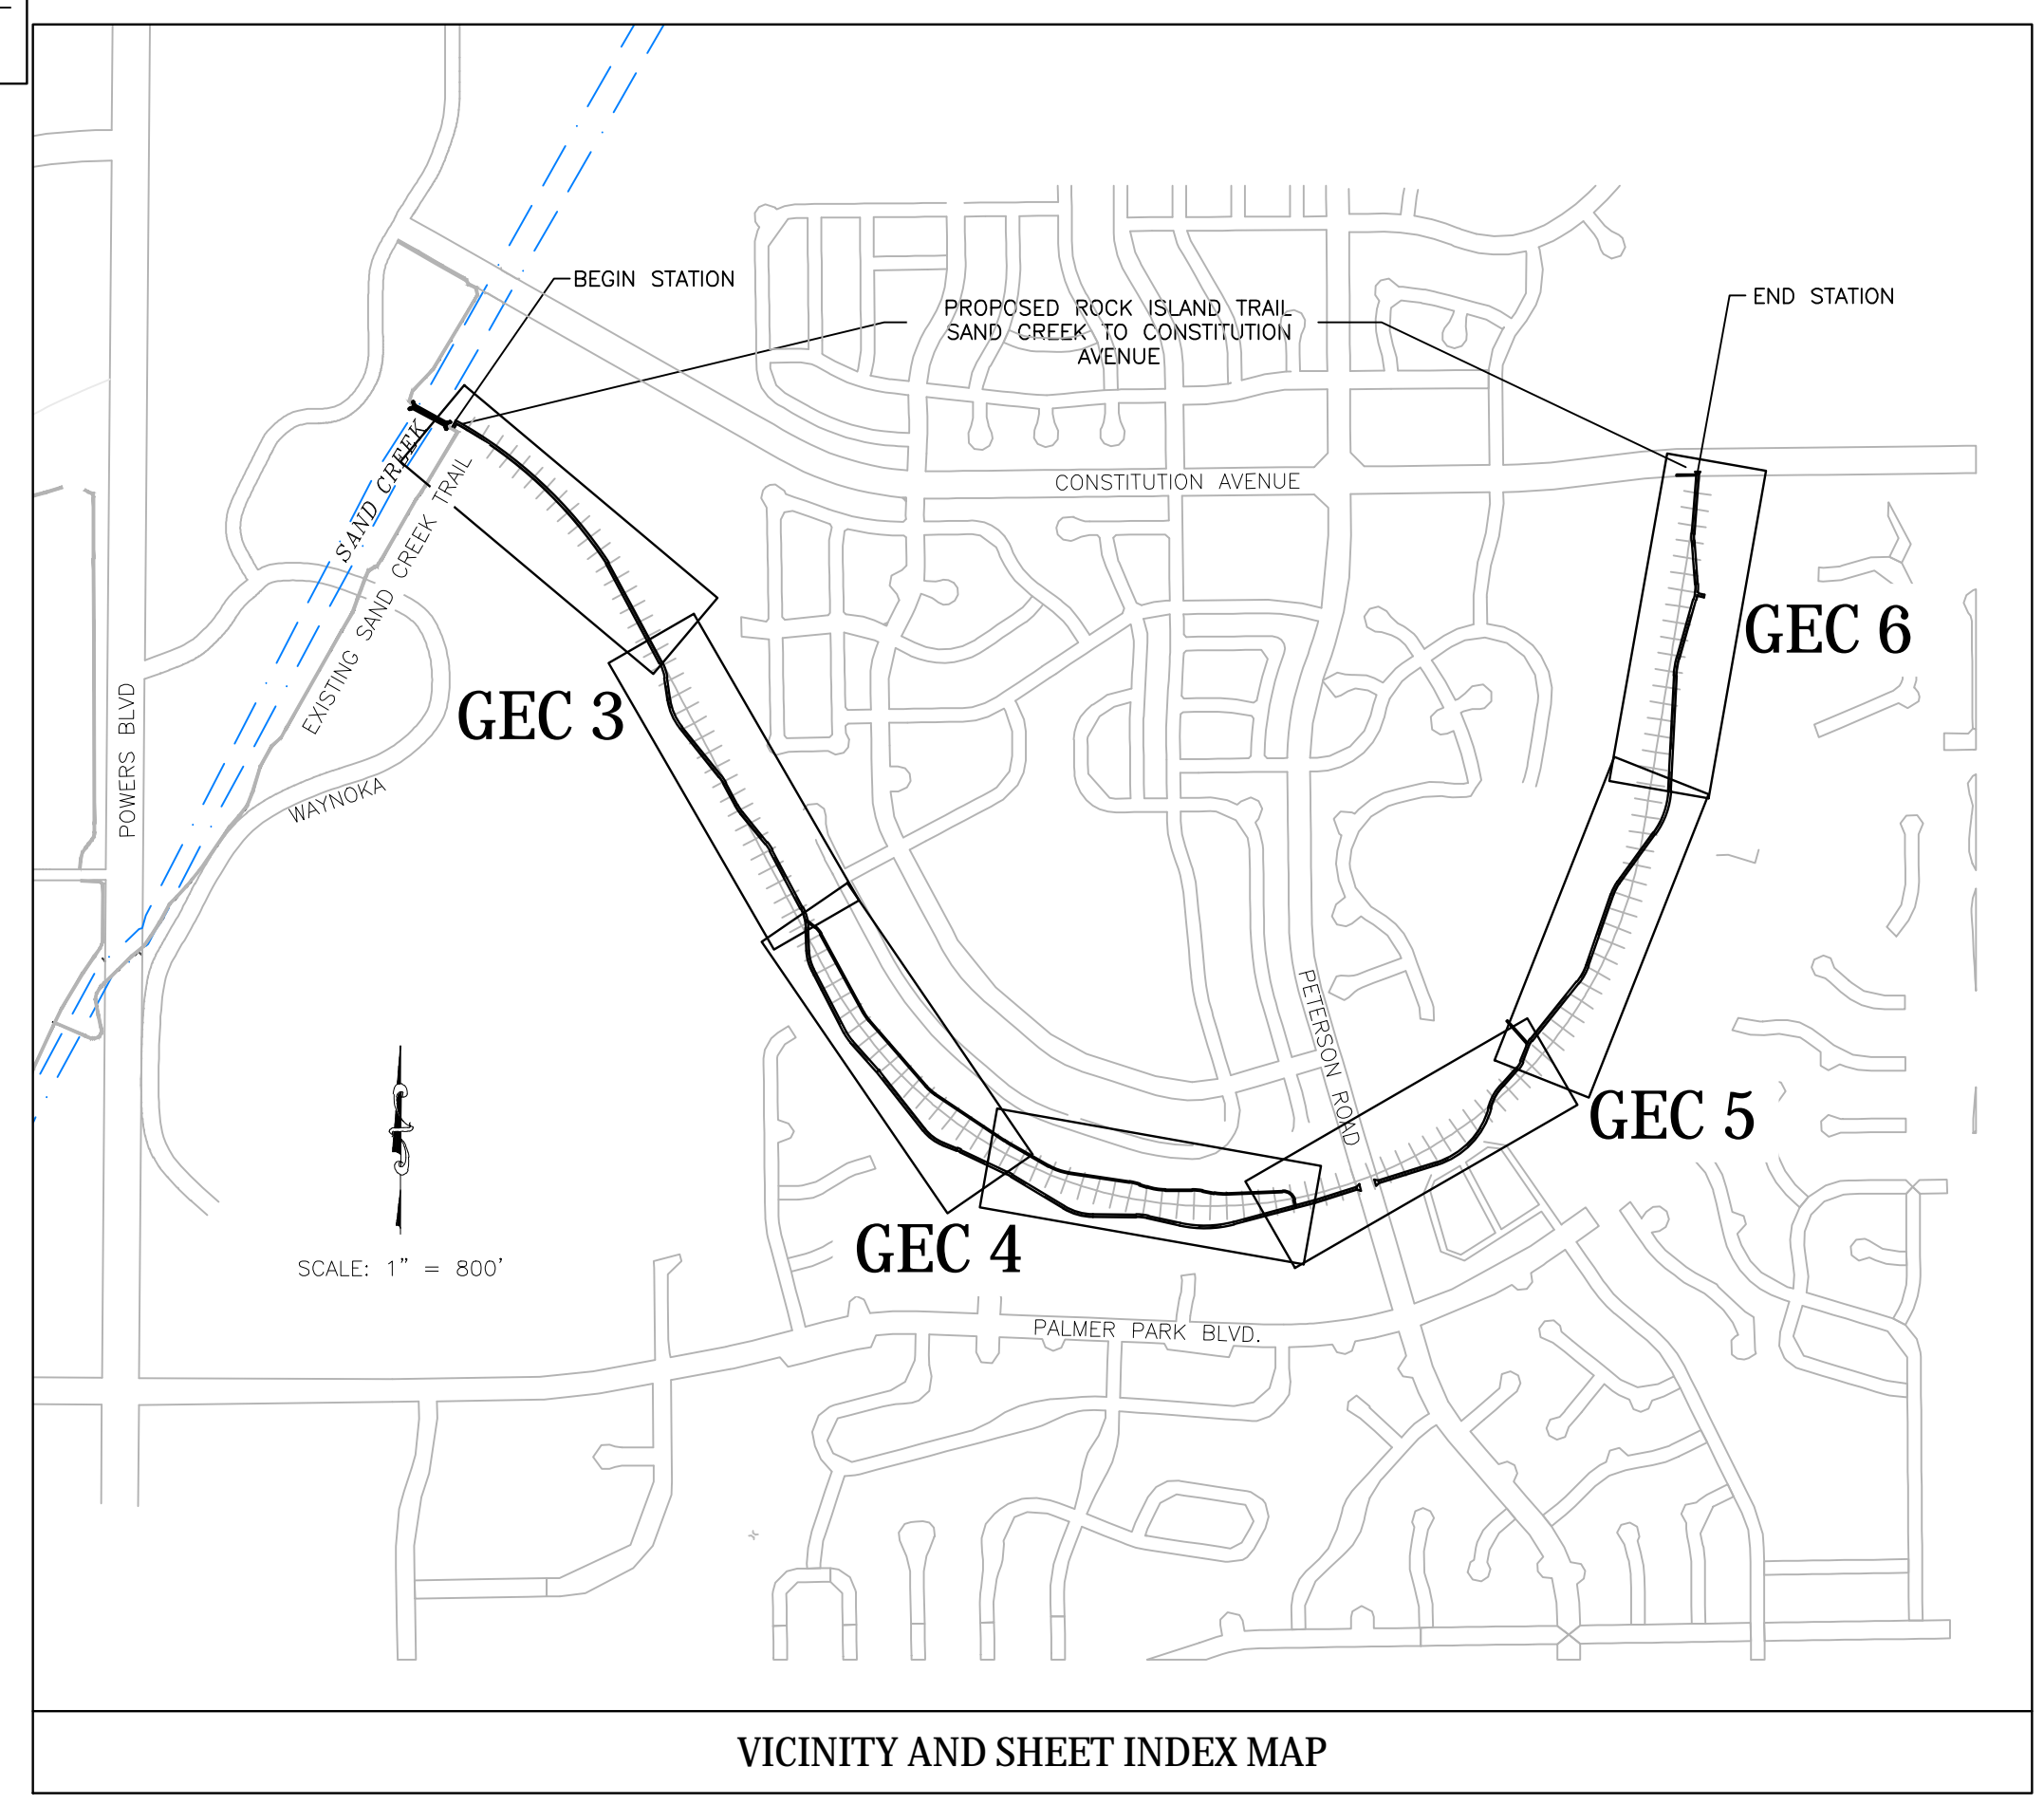 BEGIN STATION
END STATION
PROPOSED ROCK ISLAND TRAIL
SAND CREEK TO CONSTITUTION
AVENUE
CONSTITUTION AVENUE
SAND CREEK
EXISTING SAND CREEK TRAIL
GEC 6
GEC 3
POWERS BLVD
WAYNOKA
PETERSON ROAD
GEC 5
GEC 4
SCALE: 1" = 800'
PALMER PARK BLVD.
VICINITY AND SHEET INDEX MAP